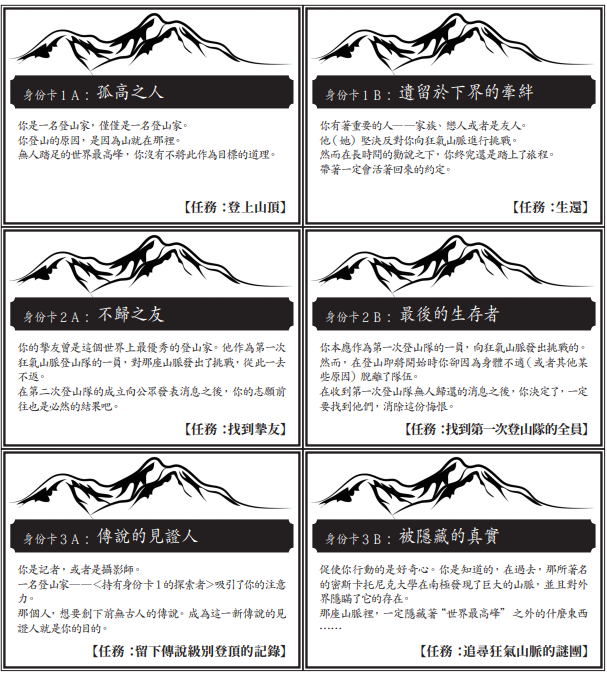 身份卡1A：孤高之人
你是一名登山家，僅僅是一名登山家。
你登山的原因，是因為山就在那裡。
無人踏足的世界最高峰，你沒有不將此作為目標的道理。
【任務：登上山頂】
身份卡1B：遺留於下界的牽絆
你有著重要的人——家族、戀人或者是友人。
他(她)堅決反對你向狂氣山脈進行挑戰。
然而在長時間的勸說之下，你終究還是踏上了旅程。
帶著一定會活著回來的約定。
【任務：生還】
身份卡2A：不歸之友
你的摯友曾是這個世界上最優秀的登山家。他作為第一次
狂氣山脈登山隊的一員，對那座山脈發出了挑戰，從此一去
不返。
在第二次登山隊的成立向公眾發表消息之後，你的志願前
往也是必然的結果吧。
【任務：找到摯友】
身份卡2B：最後的生存者
你本應作為第一次登山隊的一員，向狂氣山脈發出挑戰的。
然而，在登山即將開始時你卻因為身體不適(或者其他某
些原因)脫離了隊伍。
在收到第一次登山隊無人歸還的消息之後，你決定了，一定
要找到他們，消除這份悔恨。
【任務：找到第一次登山隊的全員】
身份卡3A：傳說的見證人
你是記者，或者是攝影師。
一名登山家——<持有身份卡1的探索者>吸引了你的注意
力。
那個人，想要創下前無古人的傳說。成為這一新傳說的見
證人就是你的目的。
【任務：留下傳說級別登頂的記錄】
身份卡3B：被隱藏的真實
促使你行動的是好奇心。你是知道的，在過去，那所著名
的密斯卡托尼克大學在南極發現了巨大的山脈，並且對外
界隱瞞了它的存在。
那座山脈裡，一定隱藏著“世界最高峰”之外的什麼東西
……
【任務：追尋狂氣山脈的謎團】